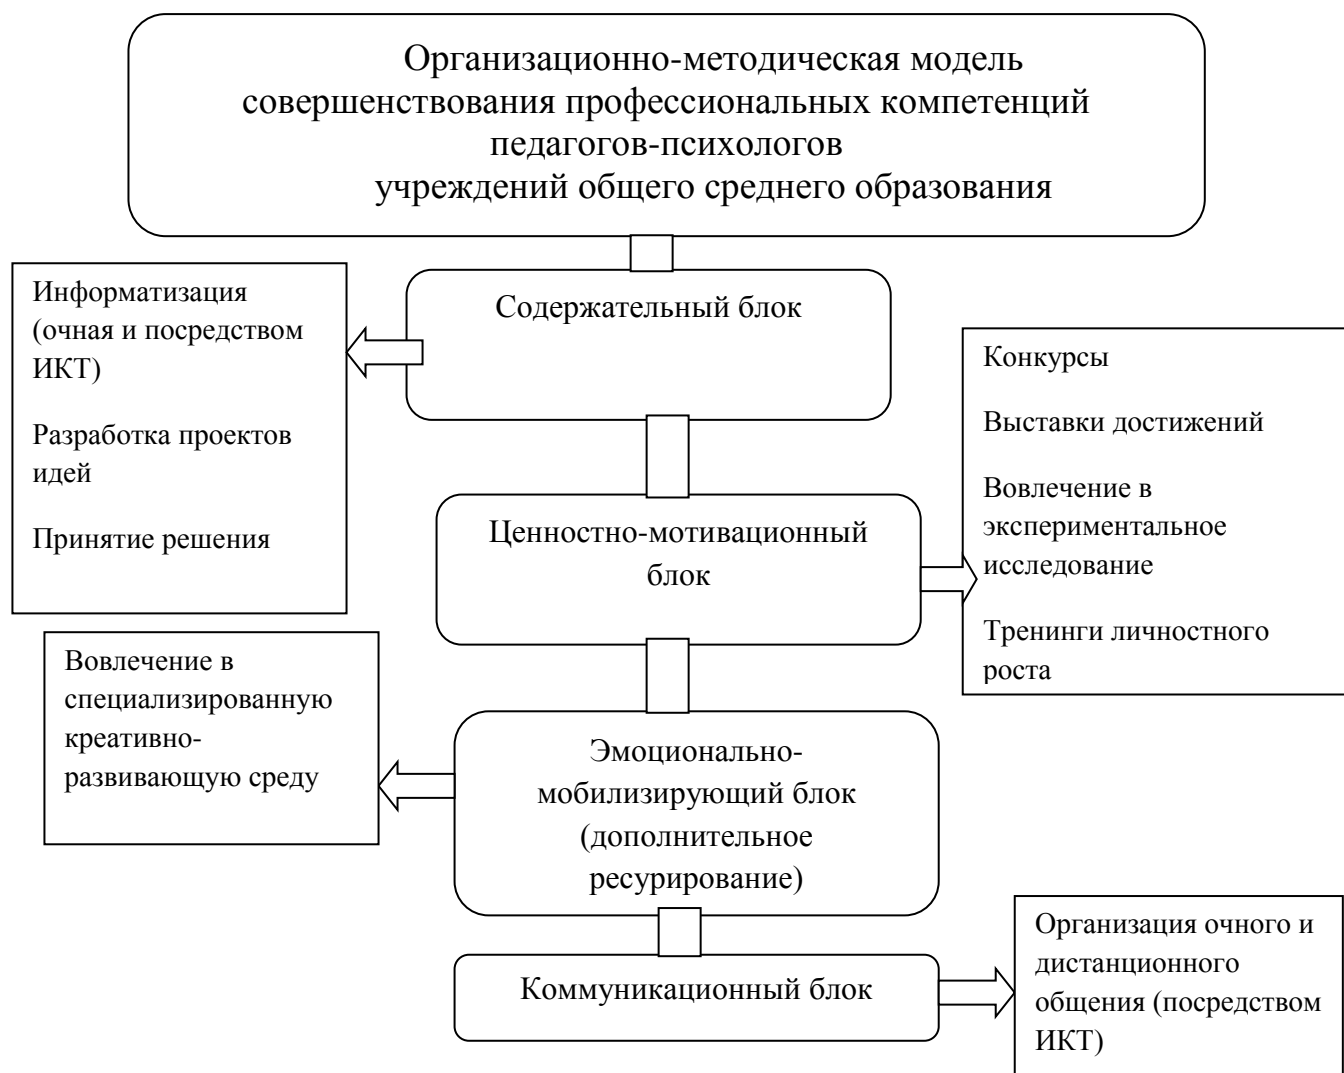 Организационно-методическая модель
совершенствования профессиональных компетенций
педагогов-психологов
учреждений общего среднего образования
Содержательный блок
Информатизация
(очная и посредством
ИКТ)
Разработка проектов
идей
Принятие решения
Ценностно-мотивационный
блок
Конкурсы
Выставки достижений
Вовлечение в
экспериментальное
исследование
Тренинги личностного
роста
Эмоционально-
мобилизирующий блок
(дополнительное
ресурирование)
Вовлечение в
специализированную
креативно-
развивающую среду
Коммуникационный блок
Организация очного и
дистанционного
общения (посредством
ИКТ)